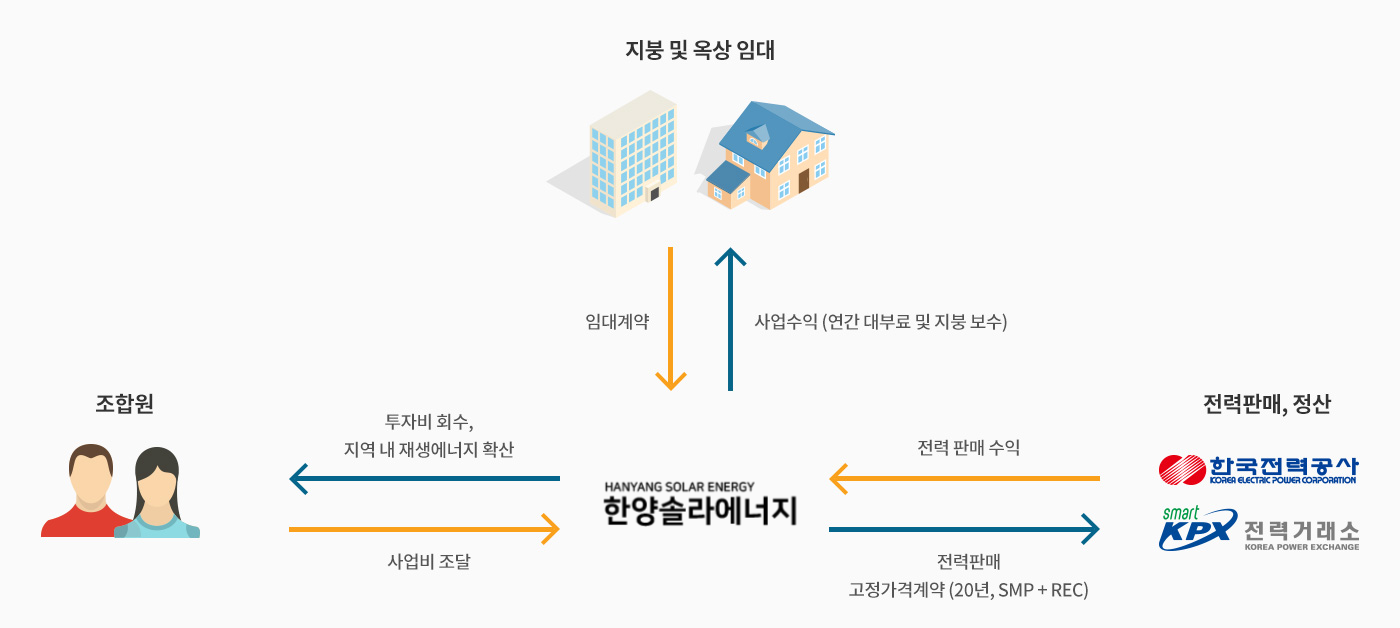 지붕 및 옥상 임대
임대계약
사업수익 (연간 대부료 및 지붕 보수)
조합원
투자비 회수,
지역 내 재생에너지 확산
사업비 조달
HANYANG SOLAR ENERGY
한양솔라에너지
전력 판매 수익
전력판매
고정가격계약 (20년, SMP + REC)
전력판매, 정산
한국전력공사
KOREA ELECTRIC POWER CORPORATION
smart
KPX 전력거래소
KOREA POWER EXCHANGE